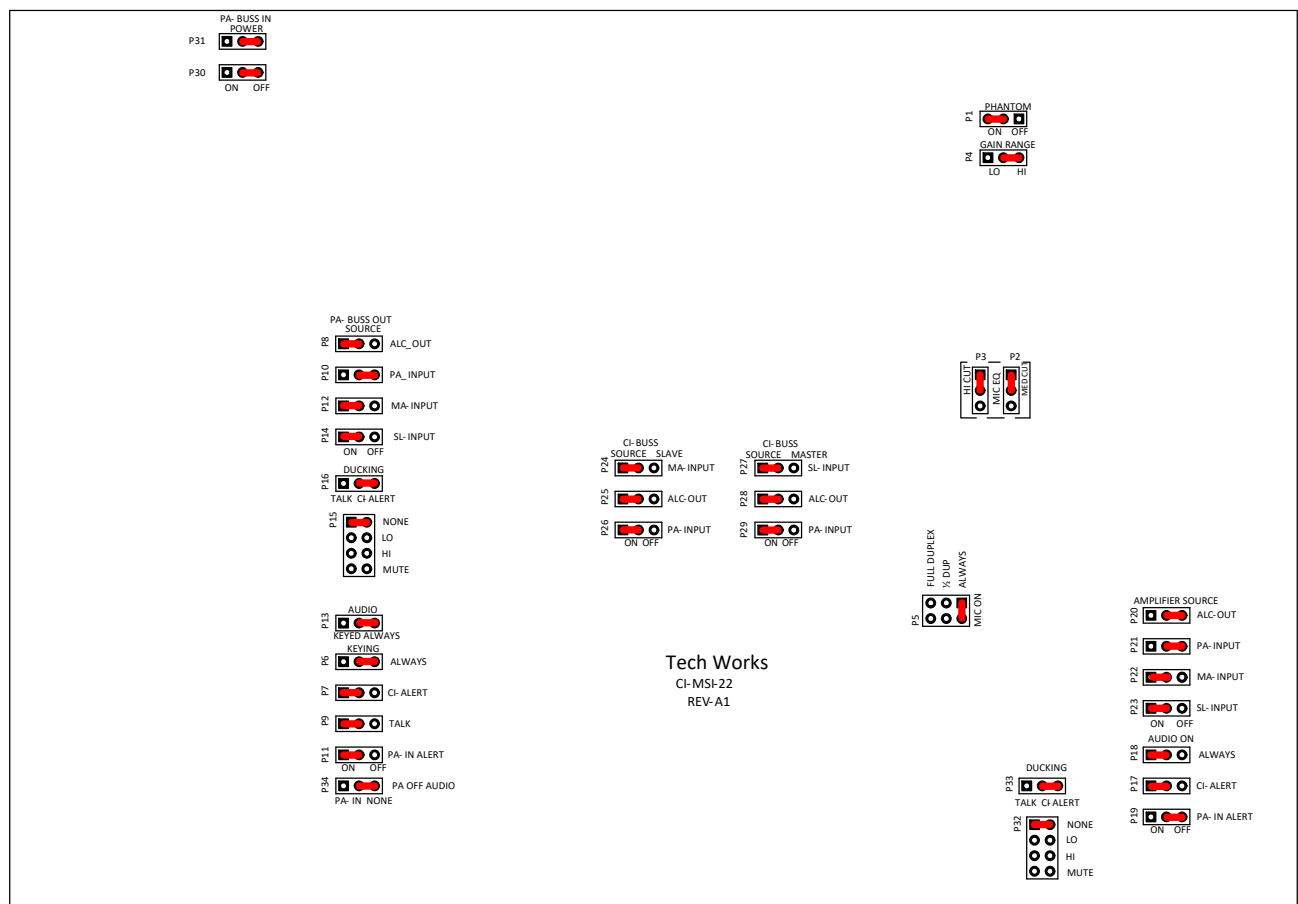 PA- BUSS IN
POWER
P31
P30
ON OFF
PHANTOM
P1
ON OFF
GAIN RANGE
P4
LO HI
PA- BUSS OUT
SOURCE
P8
ALC_OUT
P10
PA_INPUT
P12
MA- INPUT
P14
SL- INPUT
ON OFF
DUCKING
P16
TALK CI-ALERT
P15
NONE
LO
HI
MUTE
P3
P2
HI CUT
MIC EQ
MED CUT
CI- BUSS
SOURCE SLAVE
P24
MA- INPUT
P25
ALC-OUT
P26
PA- INPUT
ON OFF
CI- BUSS
SOURCE MASTER
P27
SL- INPUT
P28
ALC-OUT
P29
PA- INPUT
ON OFF
FULL DUPLEX
½ DUP
ALWAYS
P5
MIC ON
AUDIO
P13
KEYED ALWAYS
KEYING
P6
ALWAYS
P7
CI- ALERT
P9
TALK
P11
PA- IN ALERT
ON OFF
P34
PA OFF AUDIO
PA- IN NONE
Tech Works
CI-MSI-22
REV-A1
AMPLIFIER SOURCE
P20
ALC-OUT
P21
PA- INPUT
P22
MA- INPUT
P23
SL- INPUT
ON OFF
AUDIO ON
P18
ALWAYS
P17
CI- ALERT
P19
PA- IN ALERT
ON OFF
DUCKING
P33
TALK CI-ALERT
P32
NONE
LO
HI
MUTE